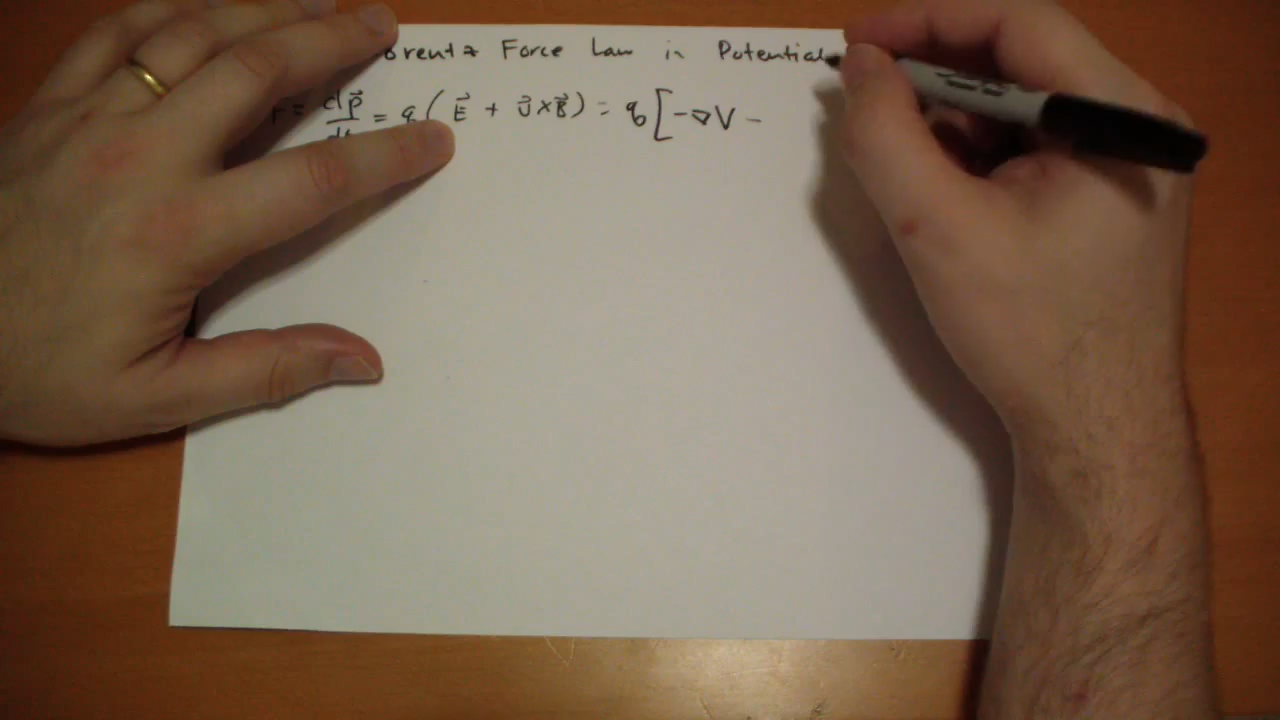 orentz Force Law in Potential
F = dp⃗/dt = q(E⃗ + v⃗×B⃗) = q[-∇V -